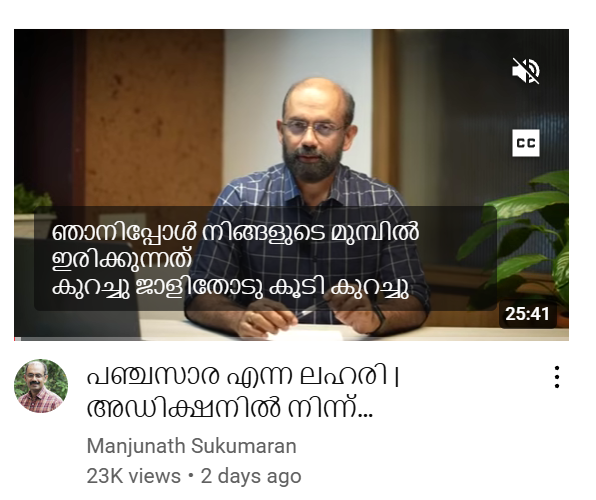 CC
ഞാനിപ്പോൾ നിങ്ങളുടെ മുമ്പിൽ
ഇരിക്കുന്നത്
കുറച്ചു ജാളിതോടു കൂടി കുറച്ചു
25:41
പഞ്ചസാര എന്ന ലഹരി |
അഡിക്ഷനിൽ നിന്ന്...
Manjunath Sukumaran
23K views • 2 days ago